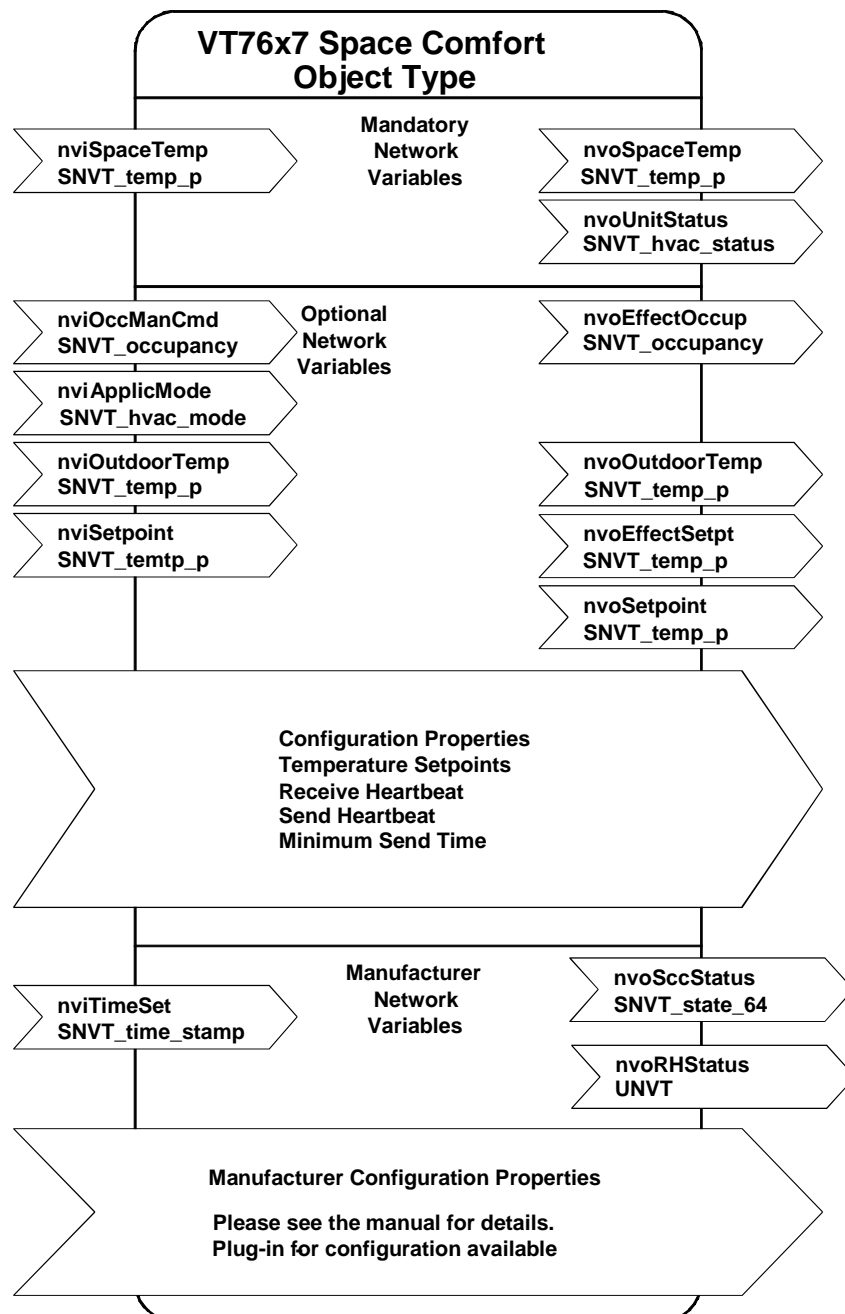 VT76x7 Space Comfort
Object Type
Mandatory
Network
Variables
nviSpaceTemp
SNVT_temp_p
nvoSpaceTemp
SNVT_temp_p
nvoUnitStatus
SNVT_hvac_status
Optional
Network
Variables
nviOccManCmd
SNVT_occupancy
nviApplicMode
SNVT_hvac_mode
nviOutdoorTemp
SNVT_temp_p
nviSetpoint
SNVT_temtp_p
nvoEffectOccup
SNVT_occupancy
nvoOutdoorTemp
SNVT_temp_p
nvoEffectSetpt
SNVT_temp_p
nvoSetpoint
SNVT_temp_p
Configuration Properties
Temperature Setpoints
Receive Heartbeat
Send Heartbeat
Minimum Send Time
Manufacturer
Network
Variables
nviTimeSet
SNVT_time_stamp
nvoSccStatus
SNVT_state_64
nvoRHStatus
UNVT
Manufacturer Configuration Properties
Please see the manual for details.
Plug-in for configuration available